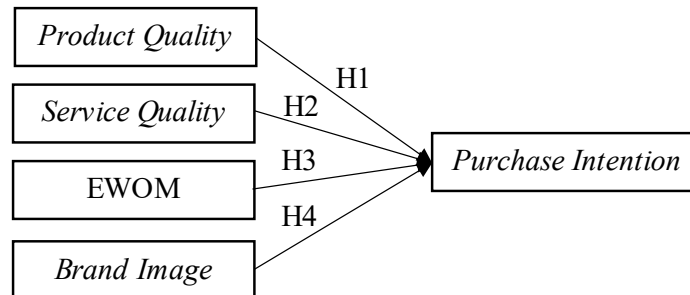 Product Quality
H1
Service Quality
H2
Purchase Intention
H3
EWOM
H4
Brand Image